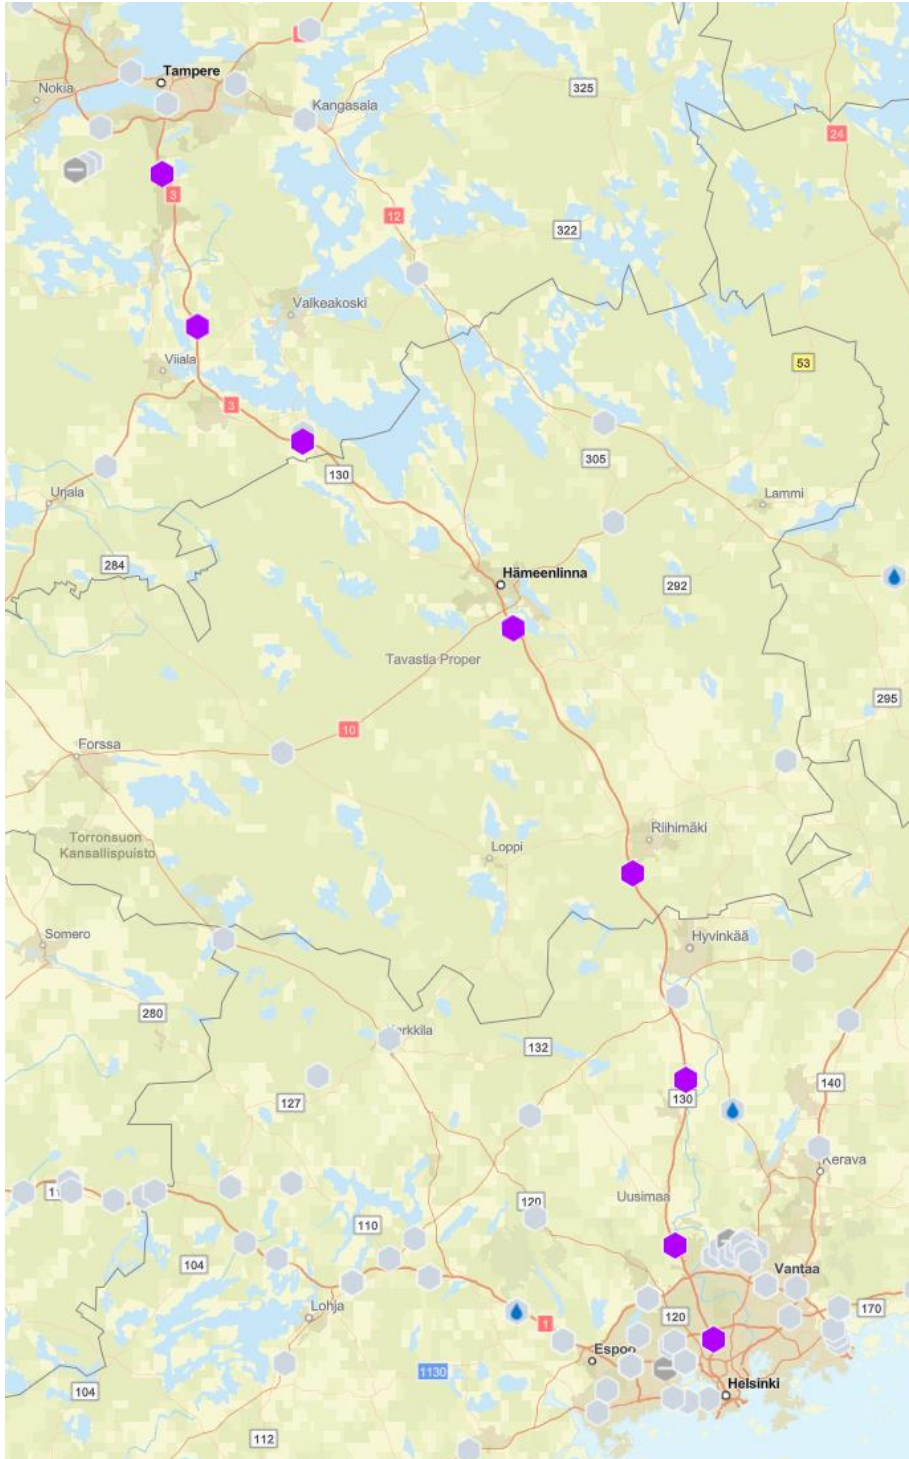 Tampere
Nokia
325
Kangasala
24
3
12
322
Valkeakoski
53
Viiala
3
305
130
Lammi
Urjala
284
Hämeenlinna
292
Tavastia Proper
295
10
Forssa
Riihimäki
Torronsuon
Kansallispuisto
Loppi
Somero
Hyvinkää
280
132
140
127
130
Kerava
Uusimaa
120
110
104
Vantaa
170
Lohja
1
120
Espoo
1130
104
Helsinki
112